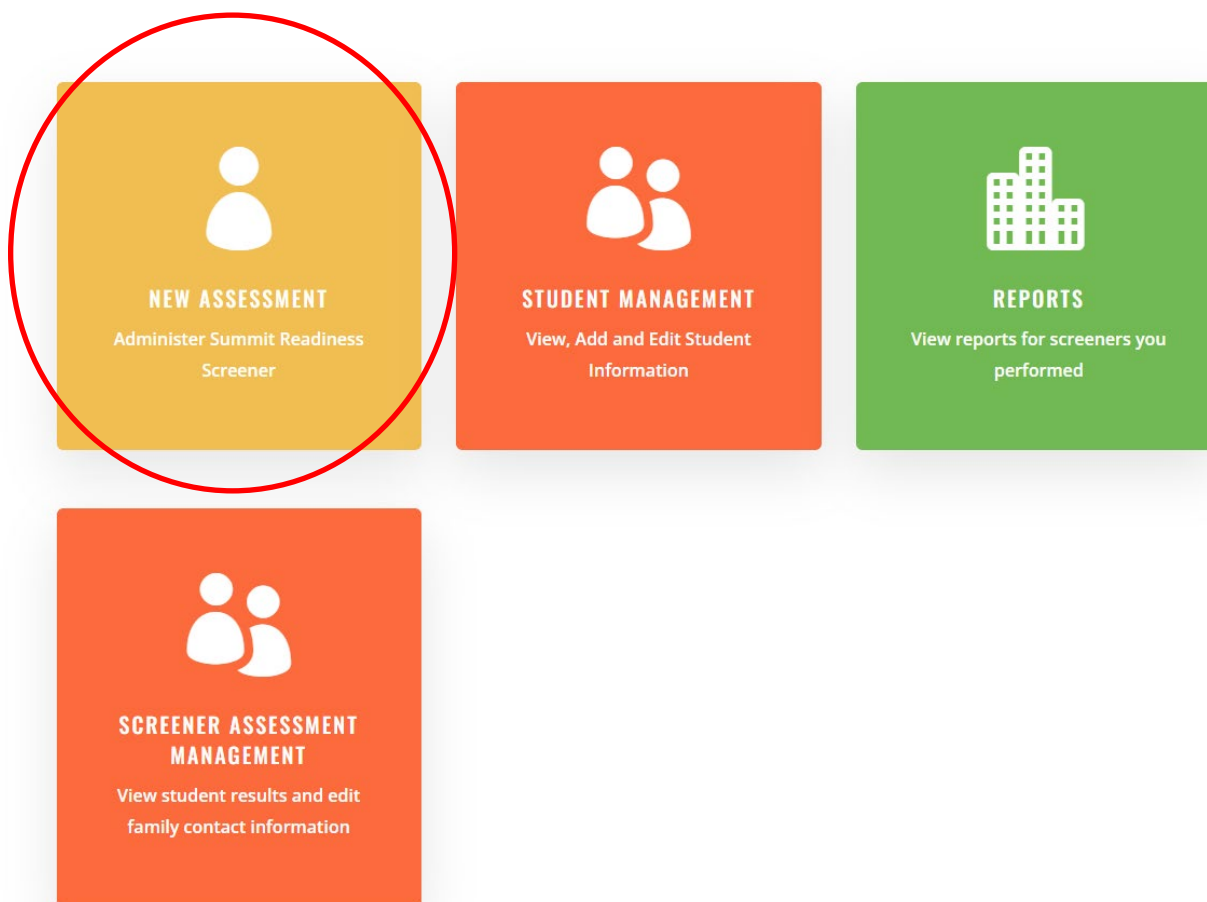 NEW ASSESSMENT
Administer Summit Readiness
Screener
STUDENT MANAGEMENT
View, Add and Edit Student
Information
REPORTS
View reports for screeners you
performed
SCREENER ASSESSMENT
MANAGEMENT
View student results and edit
family contact information